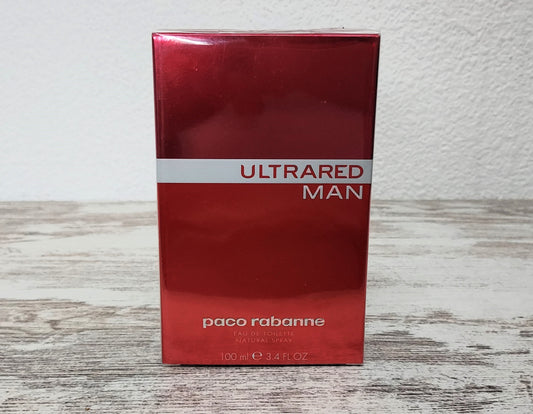 ULTRARED
MAN
paco rabanne
EAU DE TOILETTE
NATURAL SPRAY
100 ml ℮ 3.4 FL OZ